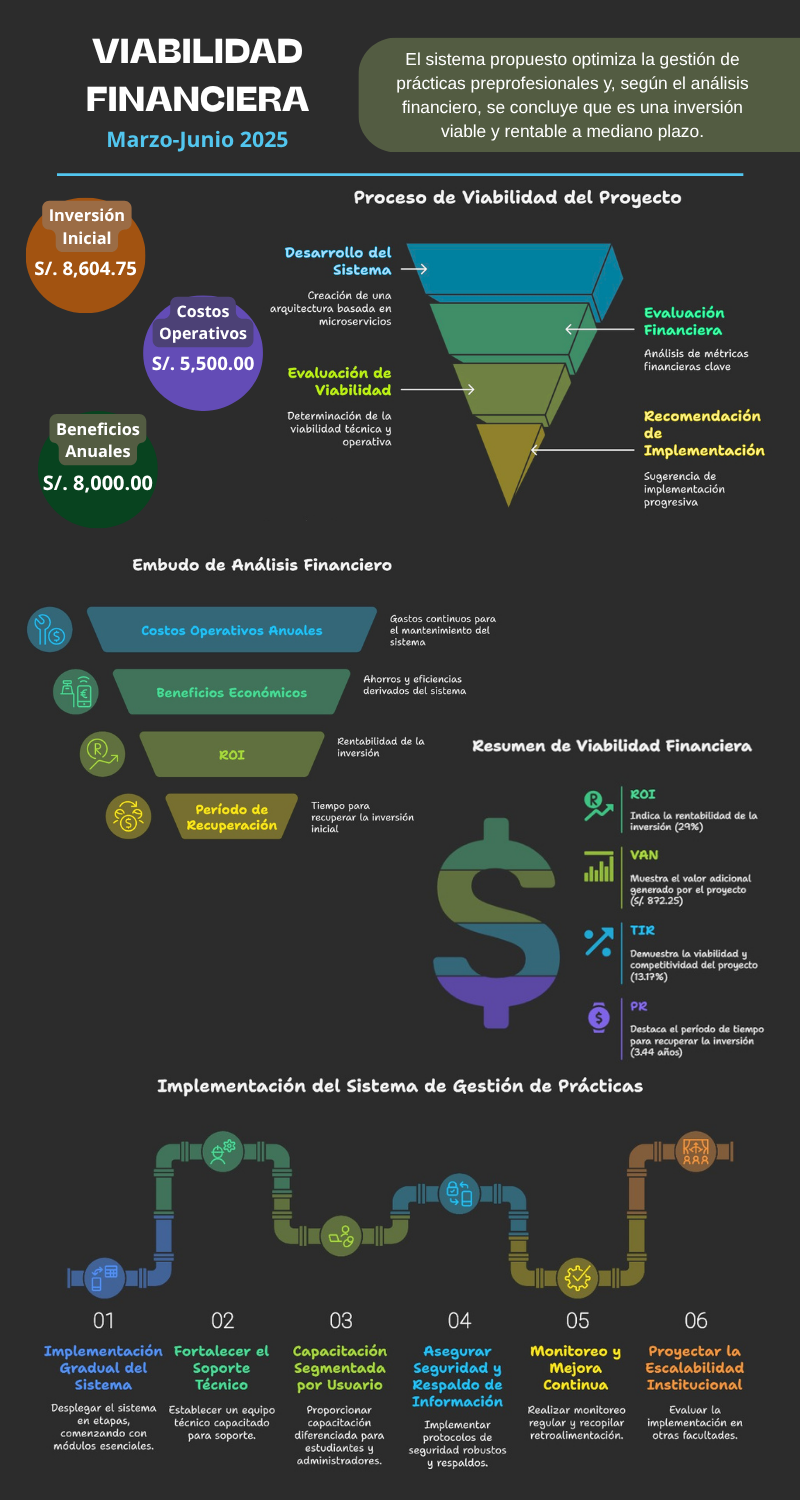 VIABILIDAD
FINANCIERA
Marzo-Junio 2025
El sistema propuesto optimiza la gestión de
prácticas preprofesionales y, según el análisis
financiero, se concluye que es una inversión
viable y rentable a mediano plazo.
Inversión
Inicial
S/. 8,604.75
Costos
Operativos
S/. 5,500.00
Beneficios
Anuales
S/. 8,000.00
Proceso de Viabilidad del Proyecto
Desarrollo del
Sistema
Creación de una
arquitectura basada en
microservicios
Evaluación
Financiera
Análisis de métricas
financieras clave
Evaluación de
Viabilidad
Determinación de la
viabilidad técnica y
operativa
Recomendación
de
Implementación
Sugerencia de
implementación
progresiva
Embudo de Análisis Financiero
Costos Operativos Anuales
Gastos continuos para
el mantenimiento del
sistema
Beneficios Económicos
Ahorros y eficiencias
derivados del sistema
ROI
Rentabilidad de la
inversión
Período de
Recuperación
Tiempo para
recuperar la inversión
inicial
Resumen de Viabilidad Financiera
ROI
Indica la rentabilidad de la
inversión (29%)
VAN
Muestra el valor adicional
generado por el proyecto
(S/. 872.25)
TIR
Demuestra la viabilidad y
competitividad del proyecto
(13.17%)
PR
Destaca el período de tiempo
para recuperar la inversión
(3.44 años)
Implementación del Sistema de Gestión de Prácticas
01
Implementación
Gradual del
Sistema
Desplegar el sistema
en etapas,
comenzando con
módulos esenciales.
02
Fortalecer el
Soporte
Técnico
Establecer un equipo
técnico capacitado
para soporte.
03
Capacitación
Segmentada
por Usuario
Proporcionar
capacitación
diferenciada para
estudiantes y
administradores.
04
Asegurar
Seguridad y
Respaldo de
Información
Implementar
protocolos de
seguridad robustos
y respaldos.
05
Monitoreo y
Mejora
Continua
Realizar monitoreo
regular y recopilar
retroalimentación.
06
Proyectar la
Escalabilidad
Institucional
Evaluar la
implementación en
otras facultades.